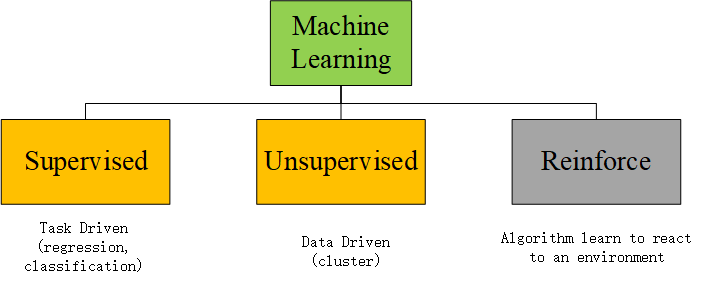 Machine
Learning
Supervised
Unsupervised
Reinforce
Task Driven
(regression,
classification)
Data Driven
(cluster)
Algorithm learn to react
to an environment